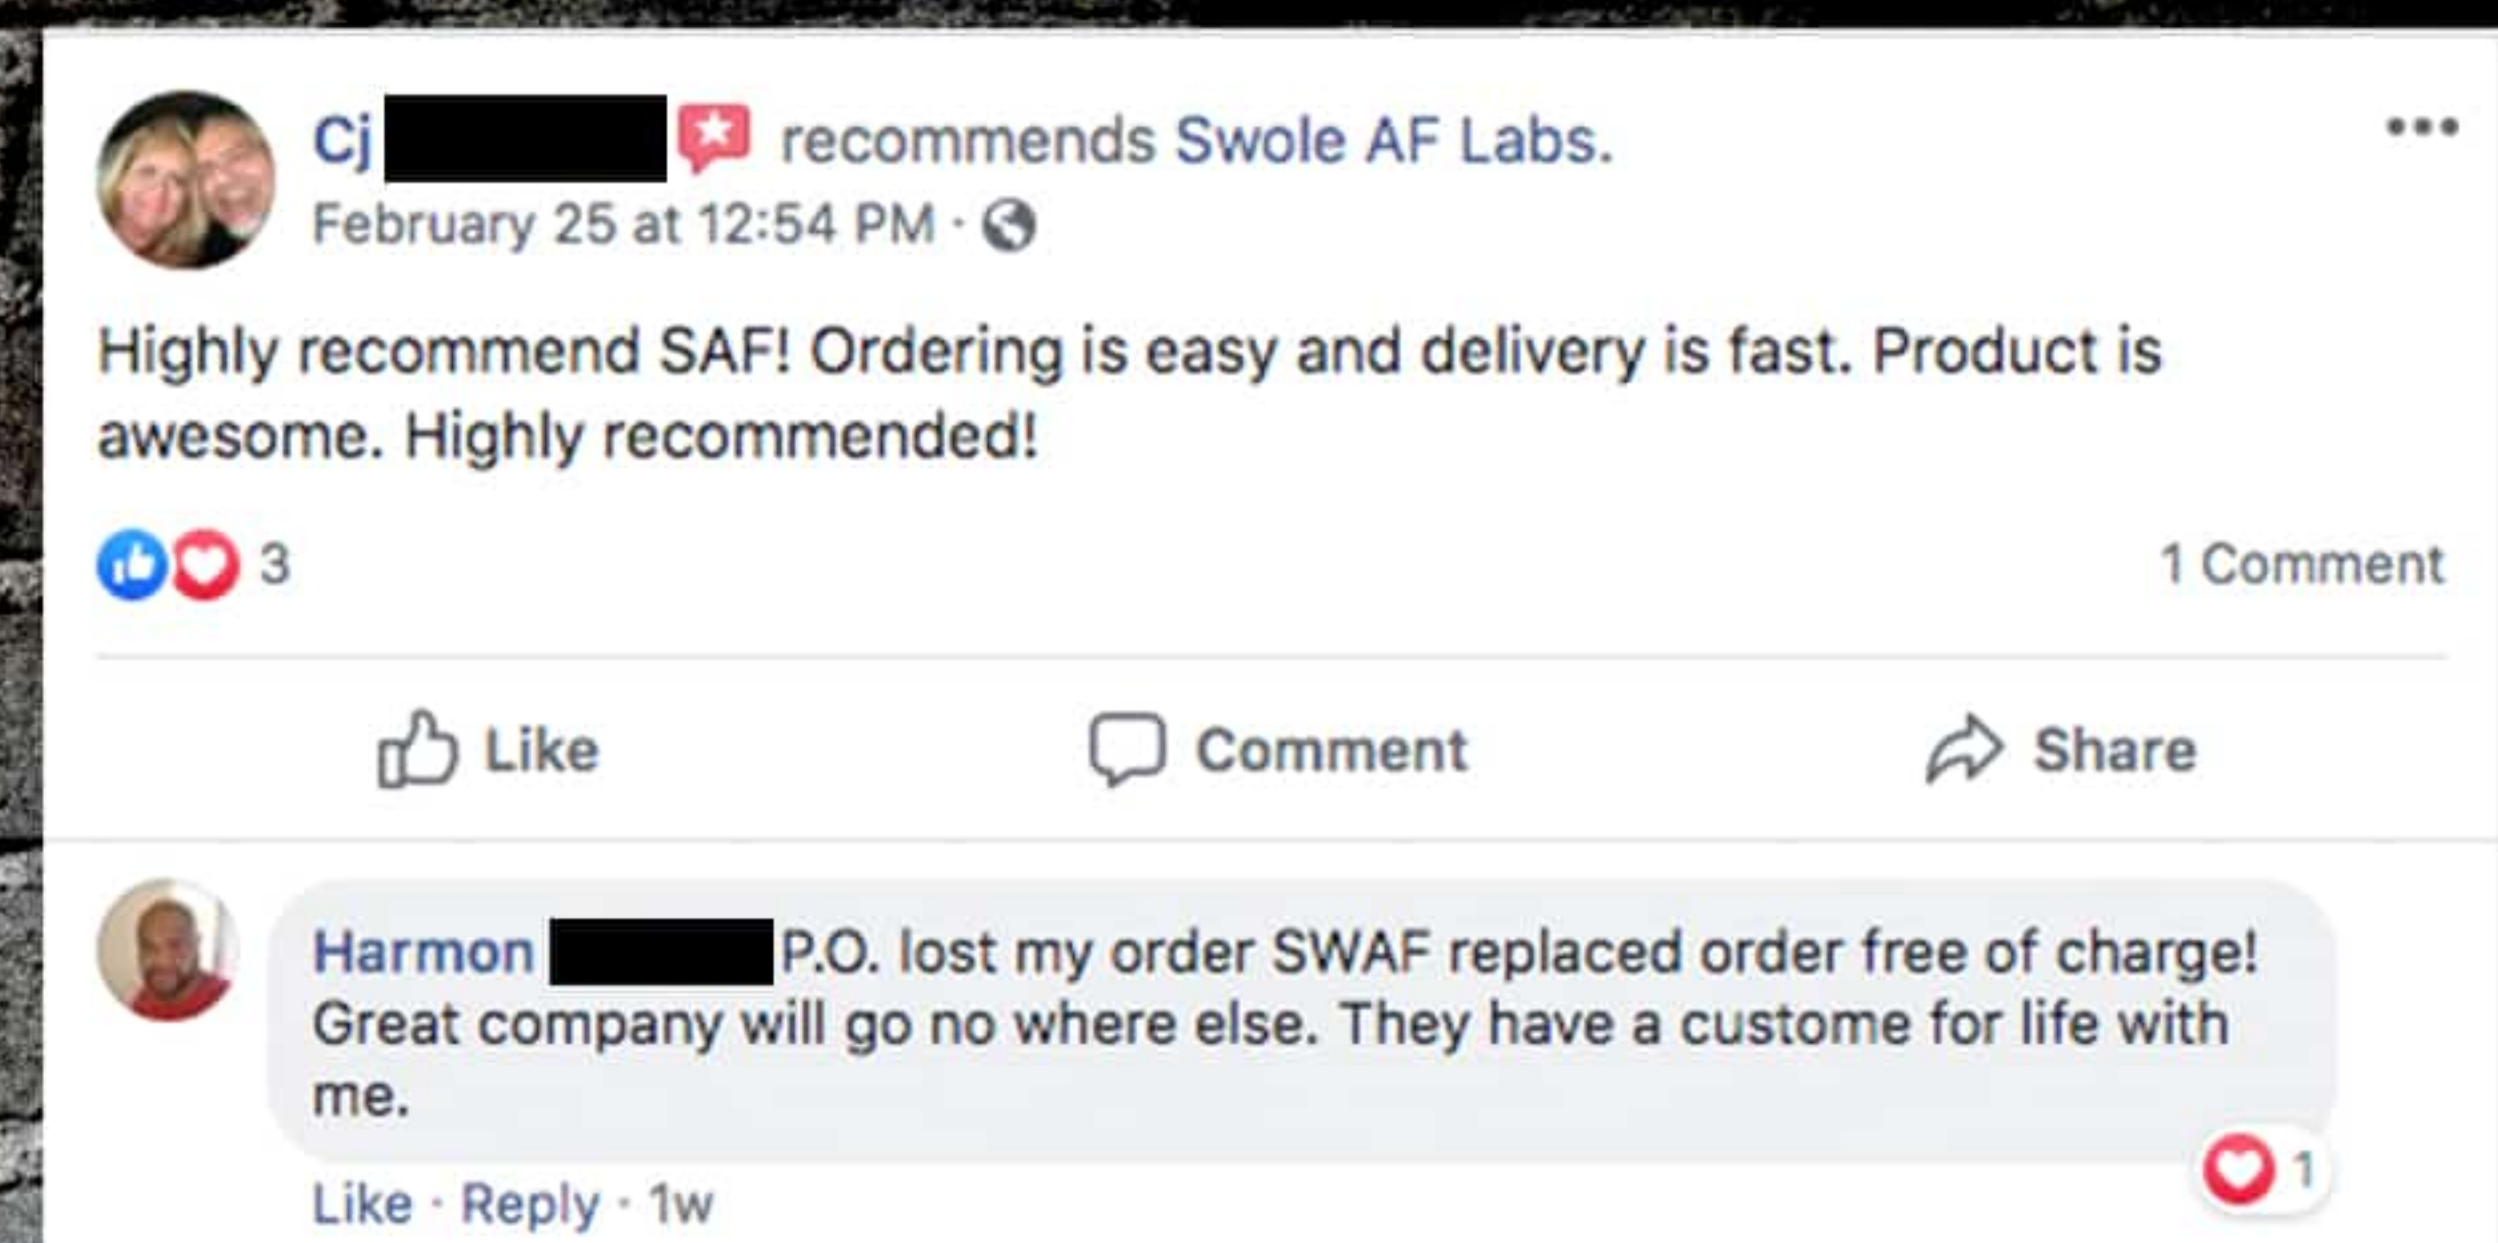 Cj recommends Swole AF Labs.
February 25 at 12:54 PM ·
Highly recommend SAF! Ordering is easy and delivery is fast. Product is
awesome. Highly recommended!
3 1 Comment
Like Comment Share
Harmon P.O. lost my order SWAF replaced order free of charge!
Great company will go no where else. They have a custome for life with
me.
1
Like · Reply · 1w